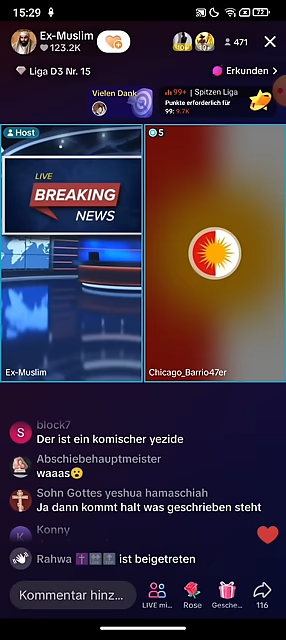 15:29
72
Ex-Muslim
123.2K
471
Liga D3 Nr. 15
Erkunden >
Vielen Dank
99+ | Spitzen Liga
Punkte erforderlich für
99: 9.7K
Host
5
LIVE
BREAKING
NEWS
Ex-Muslim
Chicago_Barrio47er
block7
Der ist ein komischer yezide
Abschiebehauptmeister
waaas😮
Sohn Gottes yeshua hamaschiah
Ja dann kommt halt was geschrieben steht
K
Konny
Rahwa ist beigetreten
Kommentar hinz...
LIVE mi...
Rose
Gesche...
116